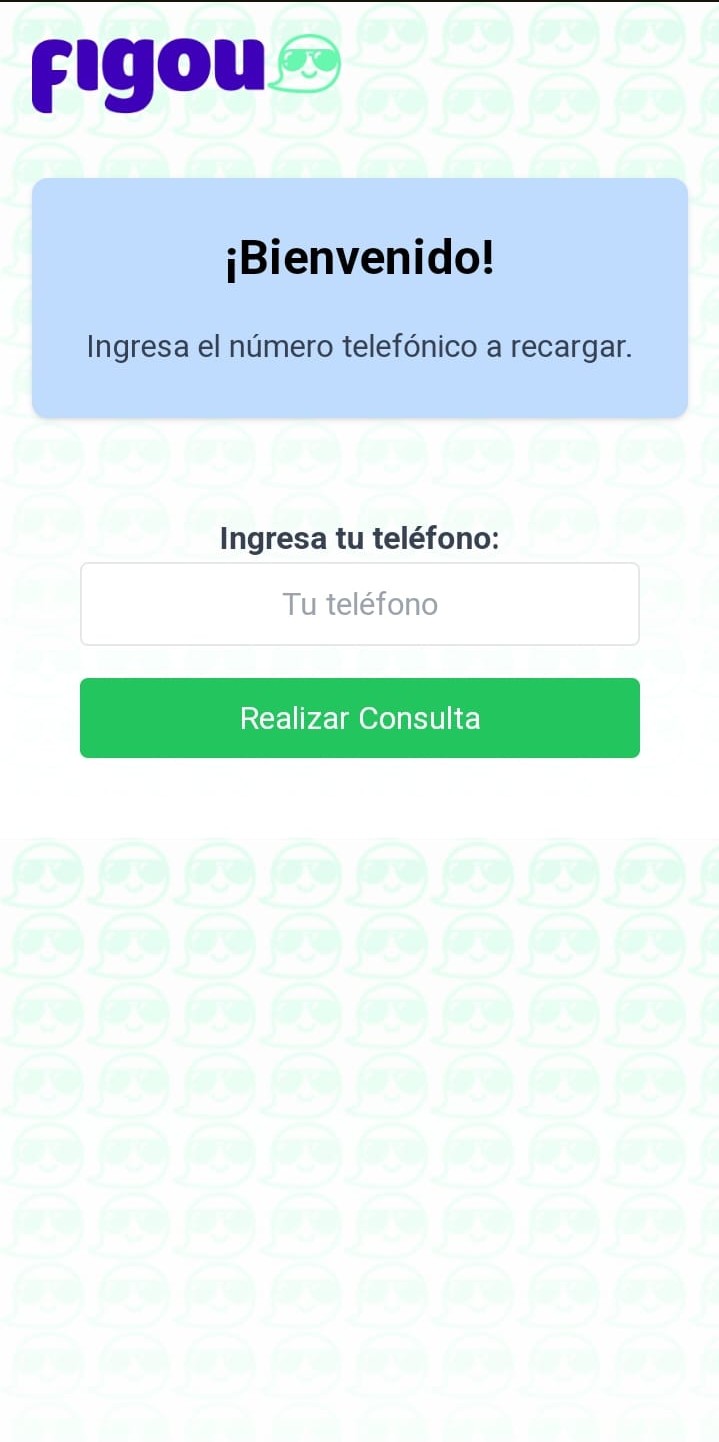 figou
¡Bienvenido!
Ingresa el número telefónico a recargar.
Ingresa tu teléfono:
Tu teléfono
Realizar Consulta